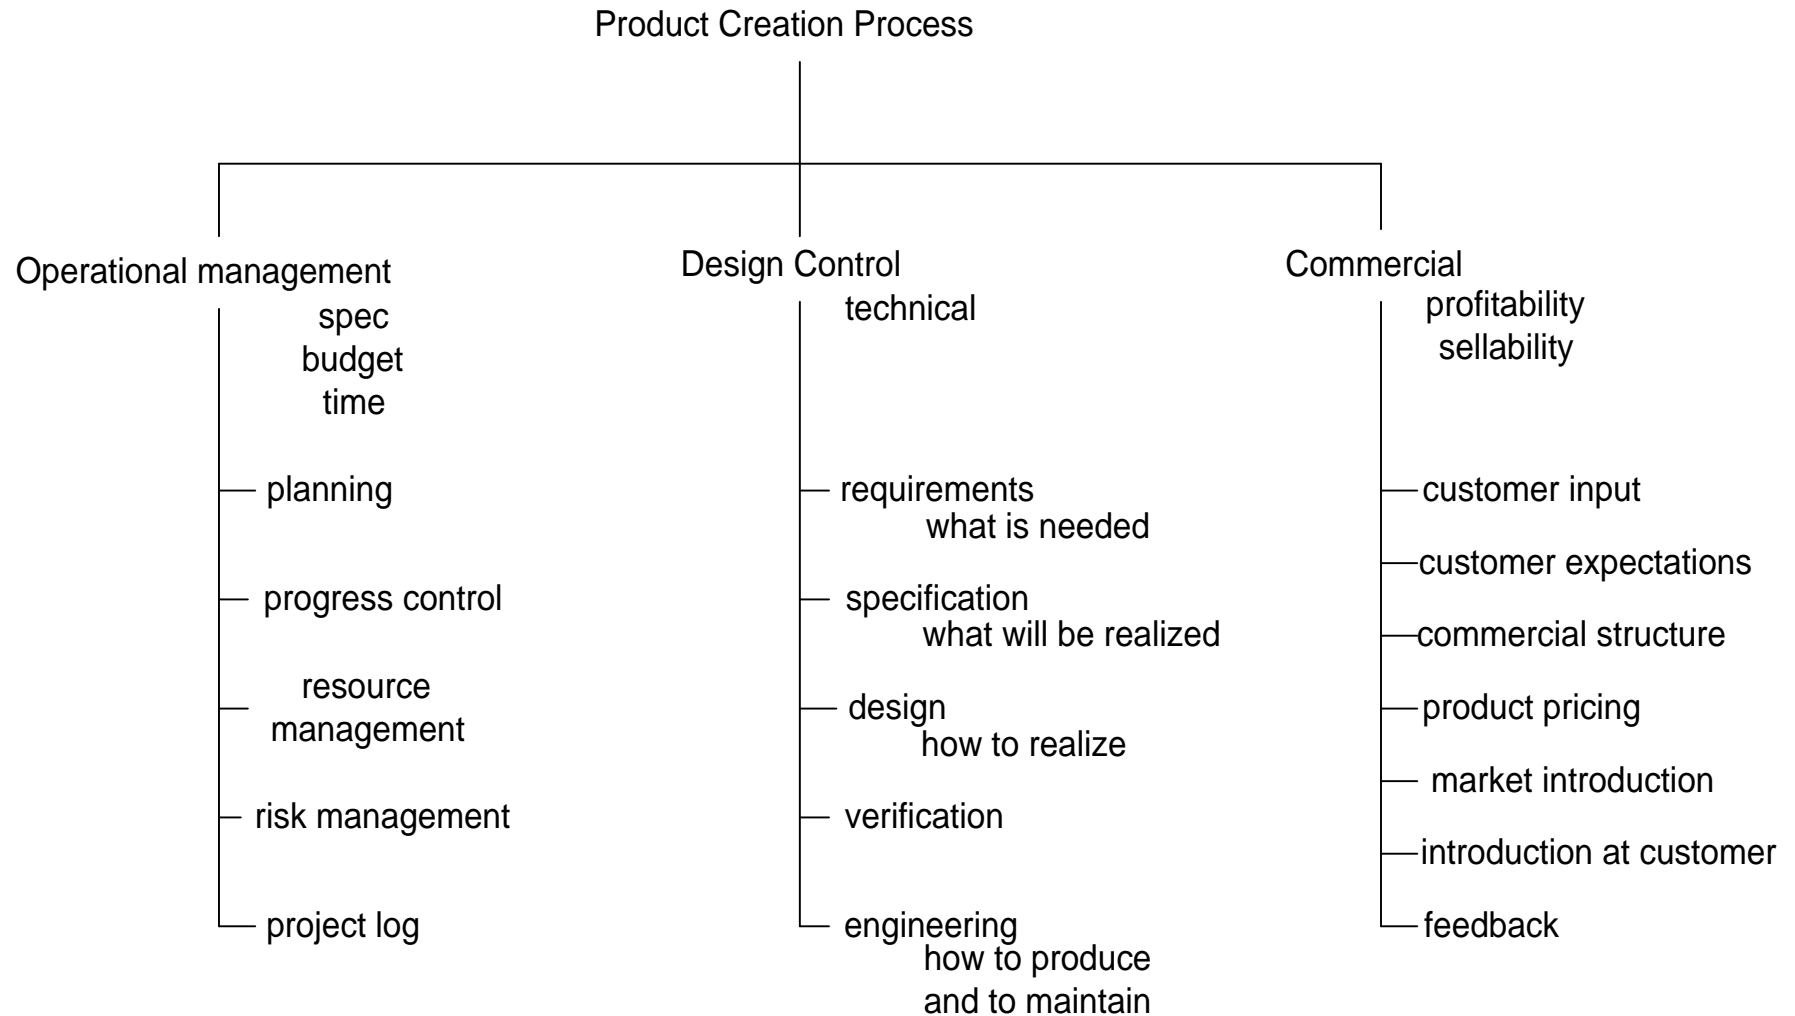 Product Creation Process
Operational management
spec
budget
time
planning
progress control
resource
management
risk management
project log
Design Control
technical
requirements
what is needed
specification
what will be realized
design
how to realize
verification
engineering
how to produce
and to maintain
Commercial
profitability
sellability
customer input
customer expectations
commercial structure
product pricing
market introduction
introduction at customer
feedback